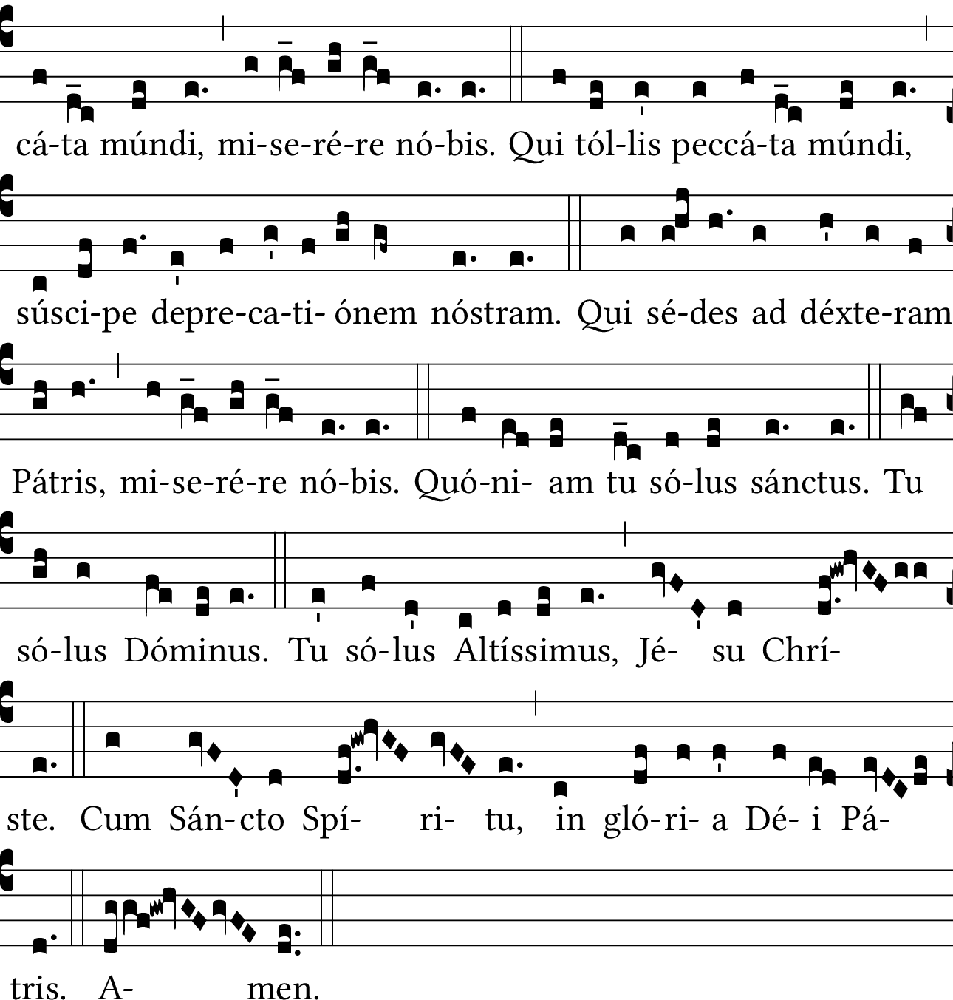 cá-ta múndi, mi-se-ré-re nó-bis. Qui tól-lis peccá-ta múndi,
súsci-pe depre-ca-ti-ónem nóstram. Qui sé-des ad déxte-ram
Pátris, mi-se-ré-re nó-bis. Quó-ni-am tu só-lus sánctus. Tu
só-lus Dóminus. Tu só-lus Altíssimus, Jé-su Chrí-
ste. Cum Sán-cto Spí-ri-tu, in gló-ri-a Dé-i Pá-
tris. A-men.